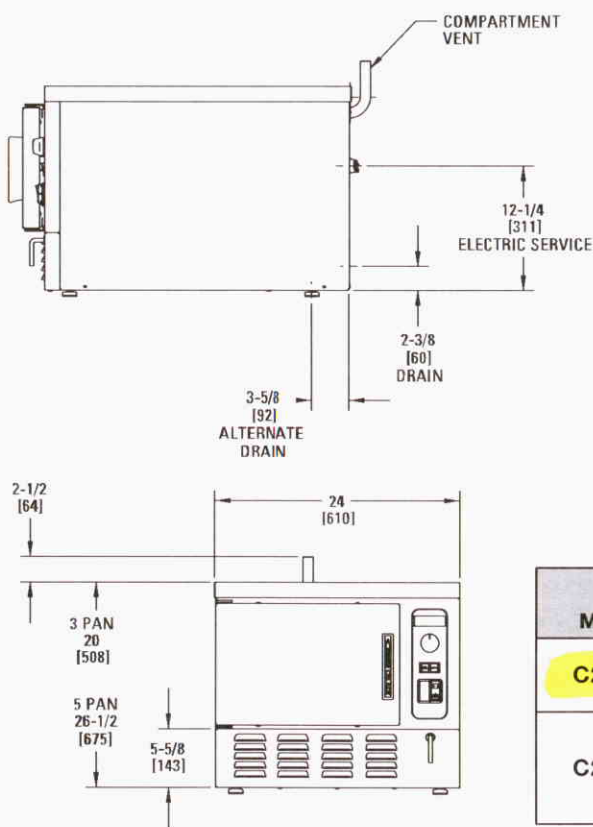 COMPARTMENT
VENT
12-1/4
[311]
ELECTRIC SERVICE
2-3/8
[60]
DRAIN
3-5/8
[92]
ALTERNATE
DRAIN
2-1/2
[64]
24
[610]
3 PAN
20
[508]
5 PAN
26-1/2
[675]
5-5/8
[143]